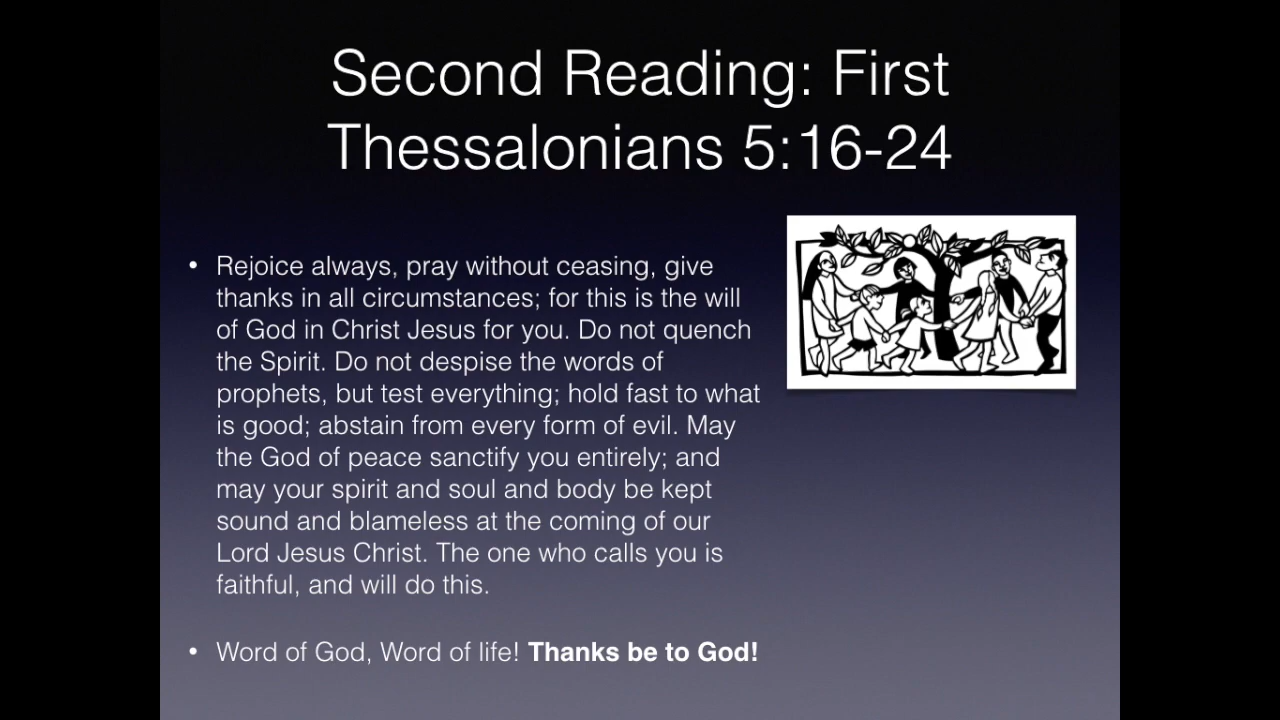 Second Reading: First
Thessalonians 5:16-24
• Rejoice always, pray without ceasing, give
thanks in all circumstances; for this is the will
of God in Christ Jesus for you. Do not quench
the Spirit. Do not despise the words of
prophets, but test everything; hold fast to what
is good; abstain from every form of evil. May
the God of peace sanctify you entirely; and
may your spirit and soul and body be kept
sound and blameless at the coming of our
Lord Jesus Christ. The one who calls you is
faithful, and will do this.
• Word of God, Word of life! Thanks be to God!